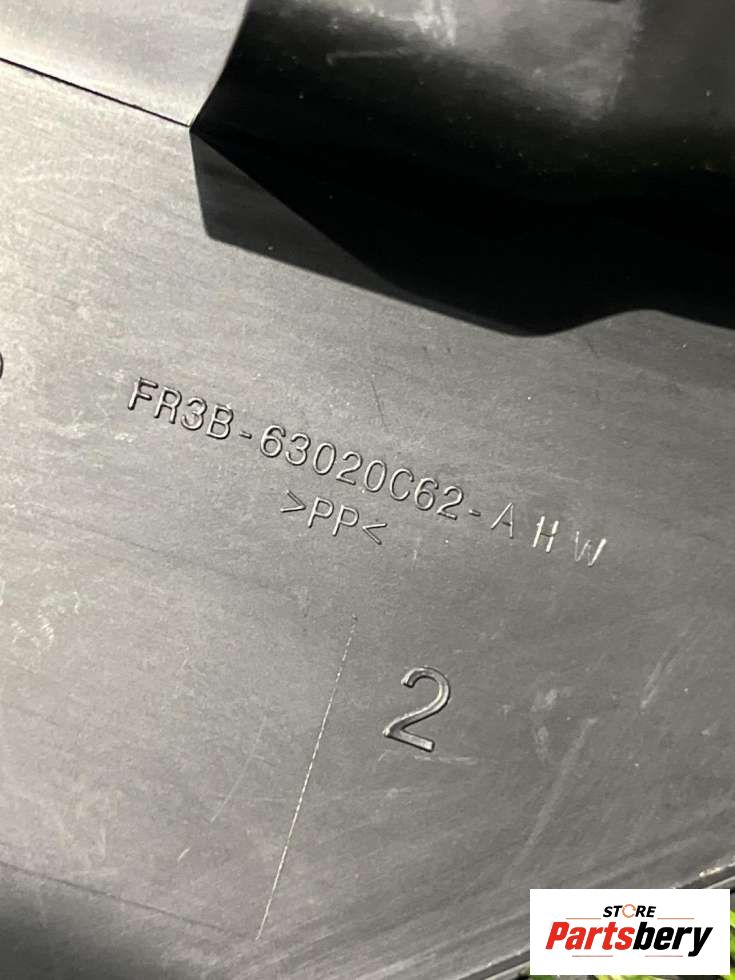 FR3B-63020C62-AHW
>PP<
2
STORE
Partsbery